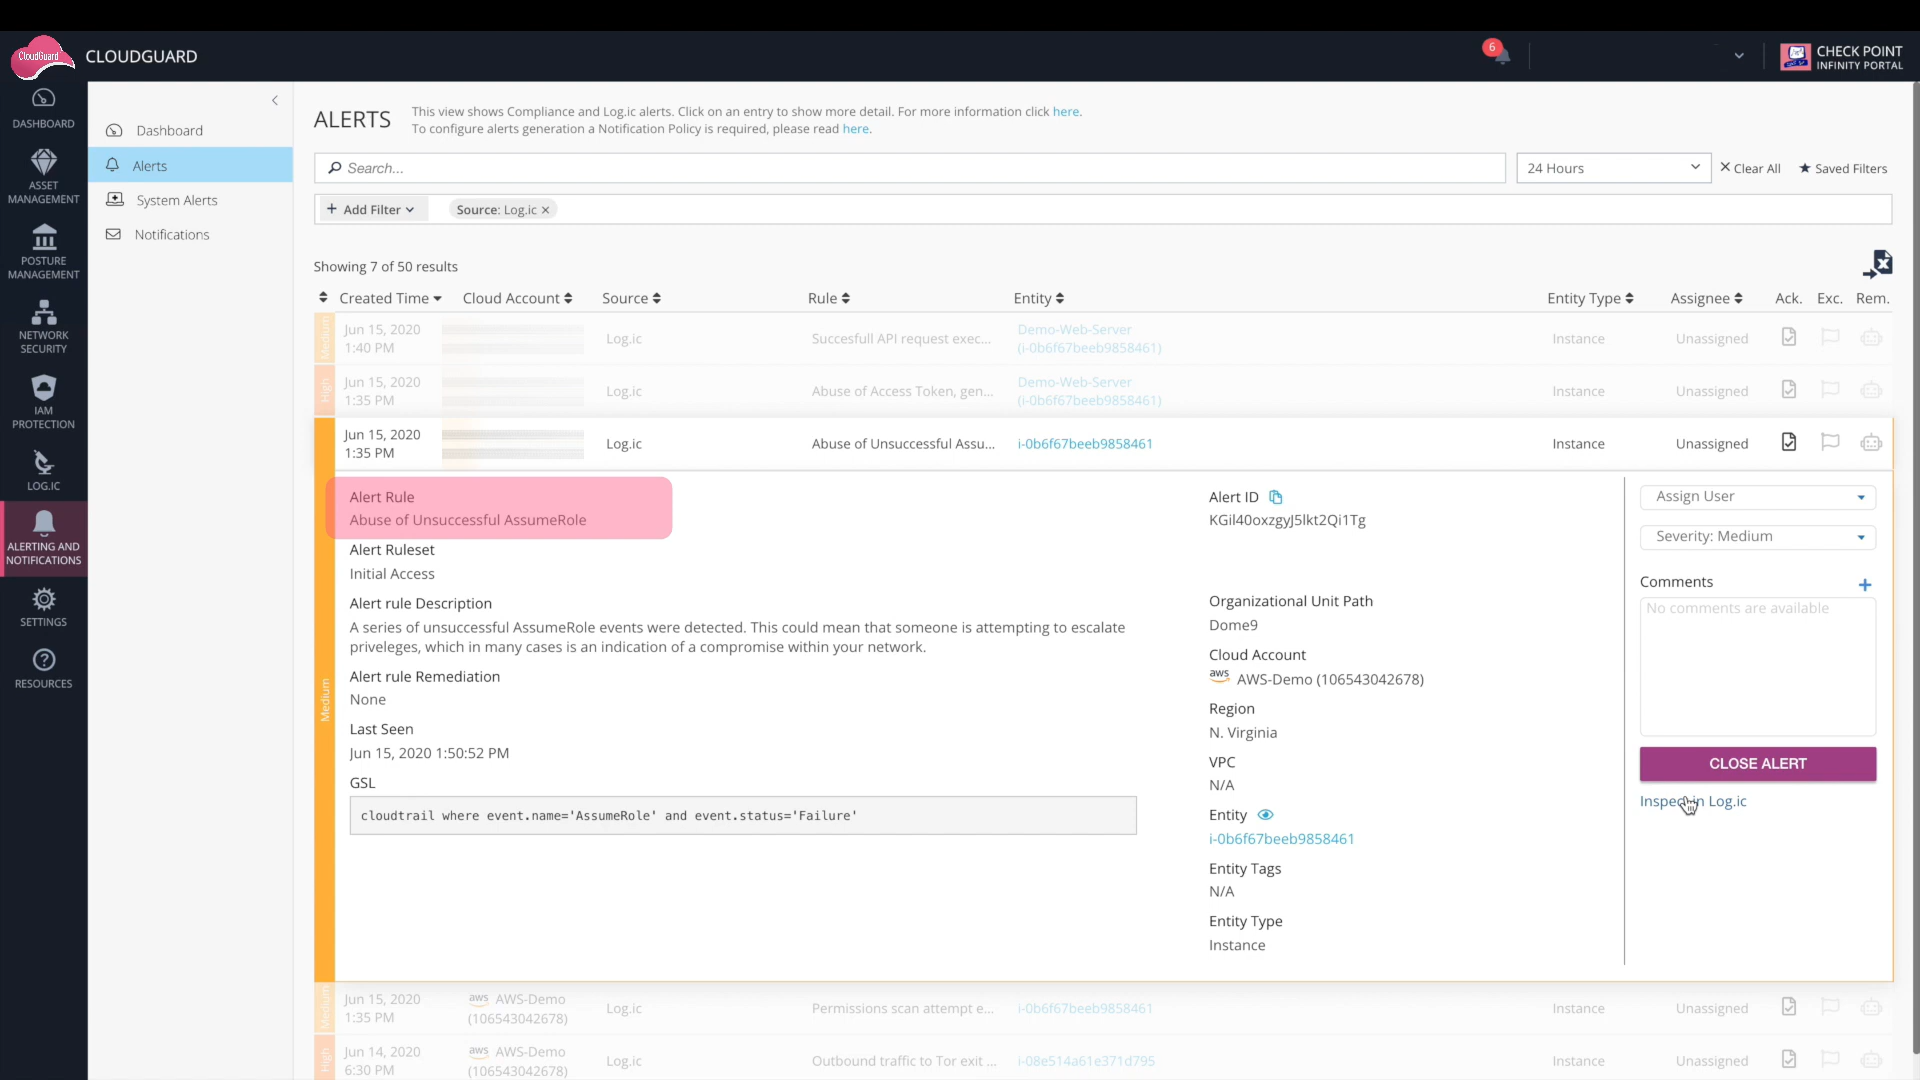 CloudGuard
CLOUDGUARD
6
CHECK POINT
INFINITY PORTAL
DASHBOARD
ASSET
MANAGEMENT
POSTURE
MANAGEMENT
NETWORK
SECURITY
IAM
PROTECTION
LOG.IC
ALERTING AND
NOTIFICATIONS
SETTINGS
RESOURCES
Dashboard
Alerts
System Alerts
Notifications
ALERTS
This view shows Compliance and Log.ic alerts. Click on an entry to show more detail. For more information click here.
To configure alerts generation a Notification Policy is required, please read here.
Search...
24 Hours
Clear All
Saved Filters
Add Filter
Source: Log.ic
Showing 7 of 50 results
Created Time Cloud Account Source Rule Entity Entity Type Assignee Ack. Exc. Rem.
Medium
Jun 15, 2020
1:40 PM
Log.ic
Succesfull API request exec...
Demo-Web-Server
(i-0b6f67beeb9858461)
Instance
Unassigned
High
Jun 15, 2020
1:35 PM
Log.ic
Abuse of Access Token, gen...
Demo-Web-Server
(i-0b6f67beeb9858461)
Instance
Unassigned
Jun 15, 2020
1:35 PM
Log.ic
Abuse of Unsuccessful Assu...
i-0b6f67beeb9858461
Instance
Unassigned
Medium
Alert Rule
Abuse of Unsuccessful AssumeRole
Alert Ruleset
Initial Access
Alert rule Description
A series of unsuccessful AssumeRole events were detected. This could mean that someone is attempting to escalate
priveleges, which in many cases is an indication of a compromise within your network.
Alert rule Remediation
None
Last Seen
Jun 15, 2020 1:50:52 PM
GSL
cloudtrail where event.name='AssumeRole' and event.status='Failure'
Alert ID
KGil40oxzgyJ5lkt2Qi1Tg
Organizational Unit Path
Dome9
Cloud Account
aws AWS-Demo (106543042678)
Region
N. Virginia
VPC
N/A
Entity
i-0b6f67beeb9858461
Entity Tags
N/A
Entity Type
Instance
Assign User
Severity: Medium
Comments
No comments are available
CLOSE ALERT
Inspect in Log.ic
Medium
Jun 15, 2020
1:35 PM
aws AWS-Demo
(106543042678)
Log.ic
Permissions scan attempt e...
i-0b6f67beeb9858461
Instance
Unassigned
High
Jun 14, 2020
6:30 PM
aws AWS-Demo
(106543042678)
Log.ic
Outbound traffic to Tor exit ...
i-08e514a61e371d795
Instance
Unassigned